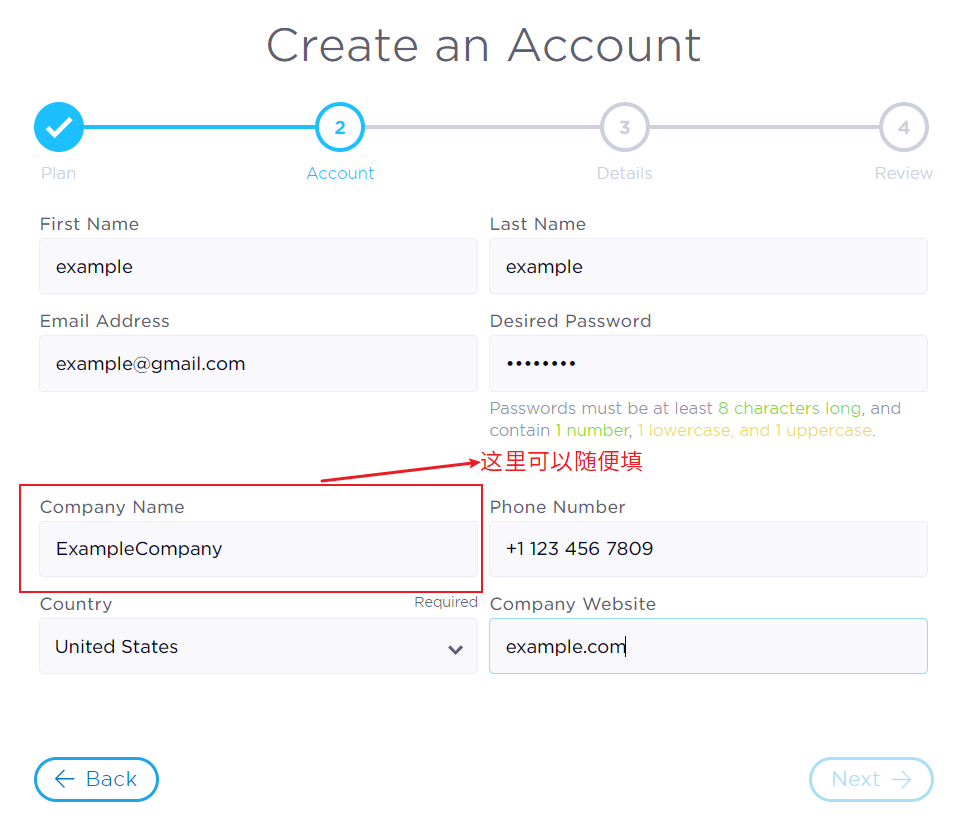 Create an Account
2
3
4
Plan
Account
Details
Review
First Name
Last Name
example
example
Email Address
Desired Password
example@gmail.com
••••••••
Passwords must be at least 8 characters long, and
contain 1 number, 1 lowercase, and 1 uppercase.
这里可以随便填
Company Name
Phone Number
ExampleCompany
+1 123 456 7809
Country
Required
Company Website
United States
example.com
Back
Next